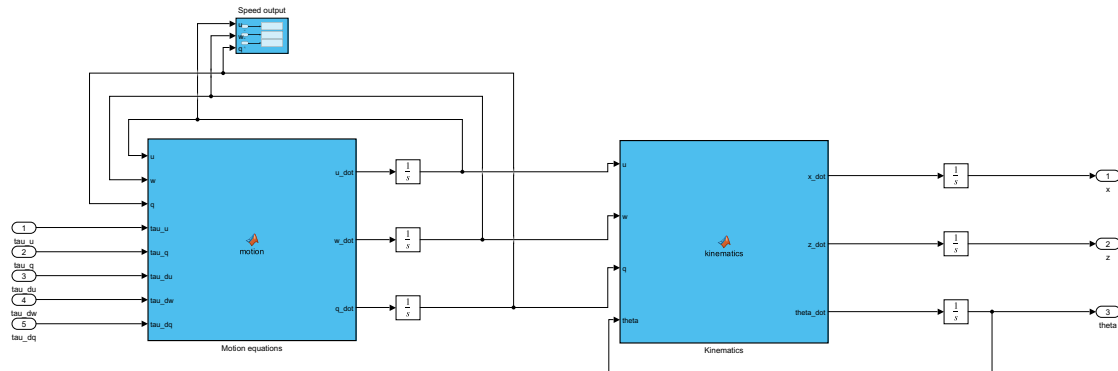 Speed output
u
w
q
u
w
q
tau_u
tau_q
tau_du
tau_dw
tau_dq
motion
u_dot
w_dot
q_dot
Motion equations
1
tau_u
2
tau_q
3
tau_du
4
tau_dw
5
tau_dq
1
s
1
s
1
s
u
w
q
theta
kinematics
x_dot
z_dot
theta_dot
Kinematics
1
s
1
s
1
s
1
x
2
z
3
theta